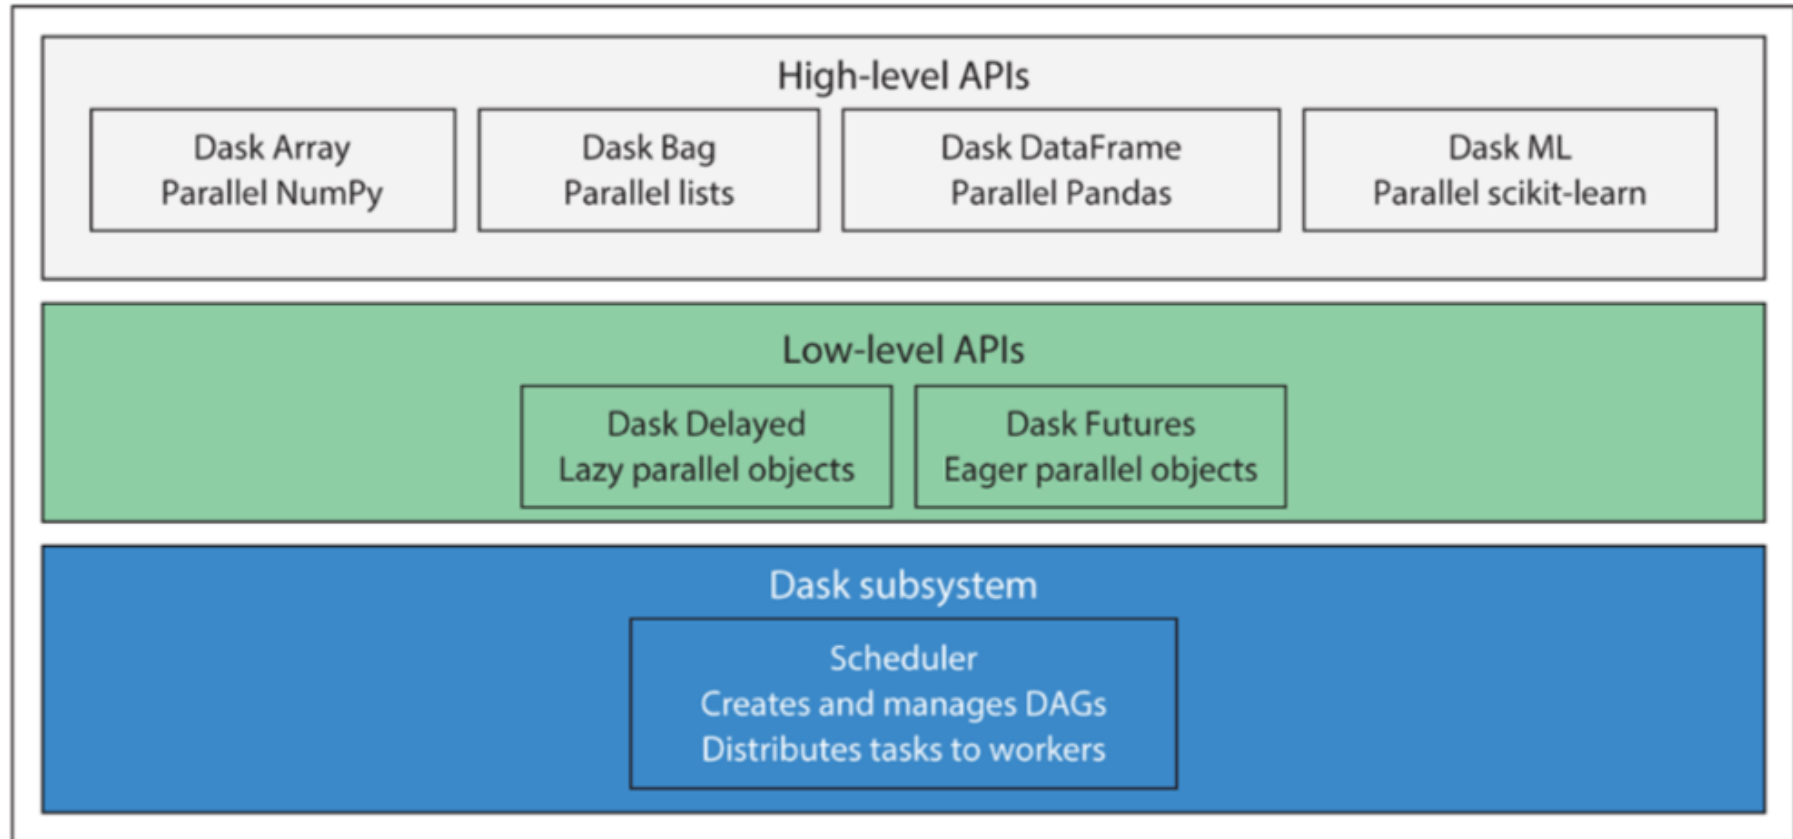 High-level APIs
Dask Array
Parallel NumPy
Dask Bag
Parallel lists
Dask DataFrame
Parallel Pandas
Dask ML
Parallel scikit-learn
Low-level APIs
Dask Delayed
Lazy parallel objects
Dask Futures
Eager parallel objects
Dask subsystem
Scheduler
Creates and manages DAGs
Distributes tasks to workers